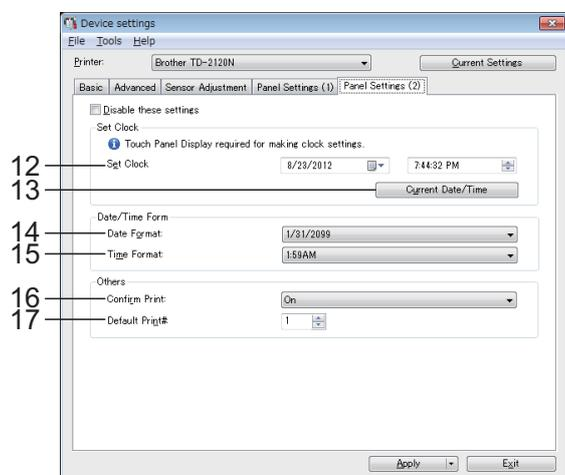 Device settings
File Tools Help
Printer: Brother TD-2120N Current Settings
Basic Advanced Sensor Adjustment Panel Settings (1) Panel Settings (2)
Disable these settings
Set Clock
Touch Panel Display required for making clock settings.
12 Set Clock 8/23/2012 7:44:32 PM
13 Current Date/Time
Date/Time Form
14 Date Format: 1/31/2099
15 Time Format: 1:59AM
Others
16 Confirm Print: On
17 Default Print#: 1
Apply Exit